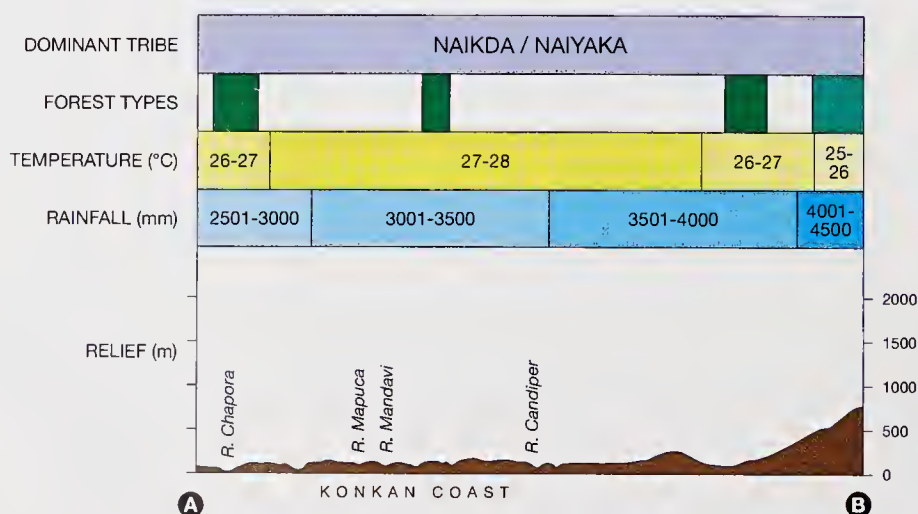 DOMINANT TRIBE
NAIKDA / NAIYAKA
FOREST TYPES
TEMPERATURE (°C)
26-27
27-28
26-27
25-
26
RAINFALL (mm)
2501-3000
3001-3500
3501-4000
4001-
4500
RELIEF (m)
2000
1500
1000
500
0
R. Chapora
R. Mapuca
R. Mandavi
R. Candiper
A
KONKAN COAST
B